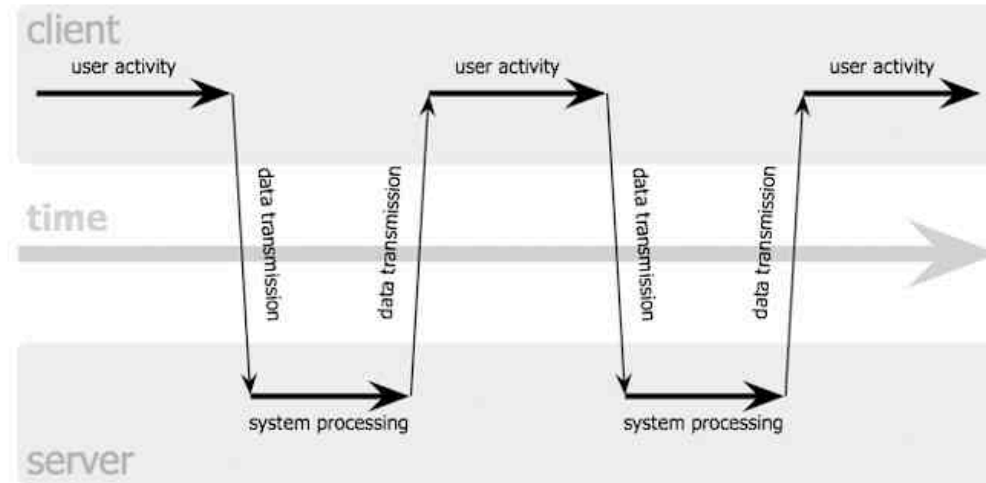 client
user activity
user activity
user activity
data transmission
data transmission
data transmission
data transmission
time
system processing
system processing
server